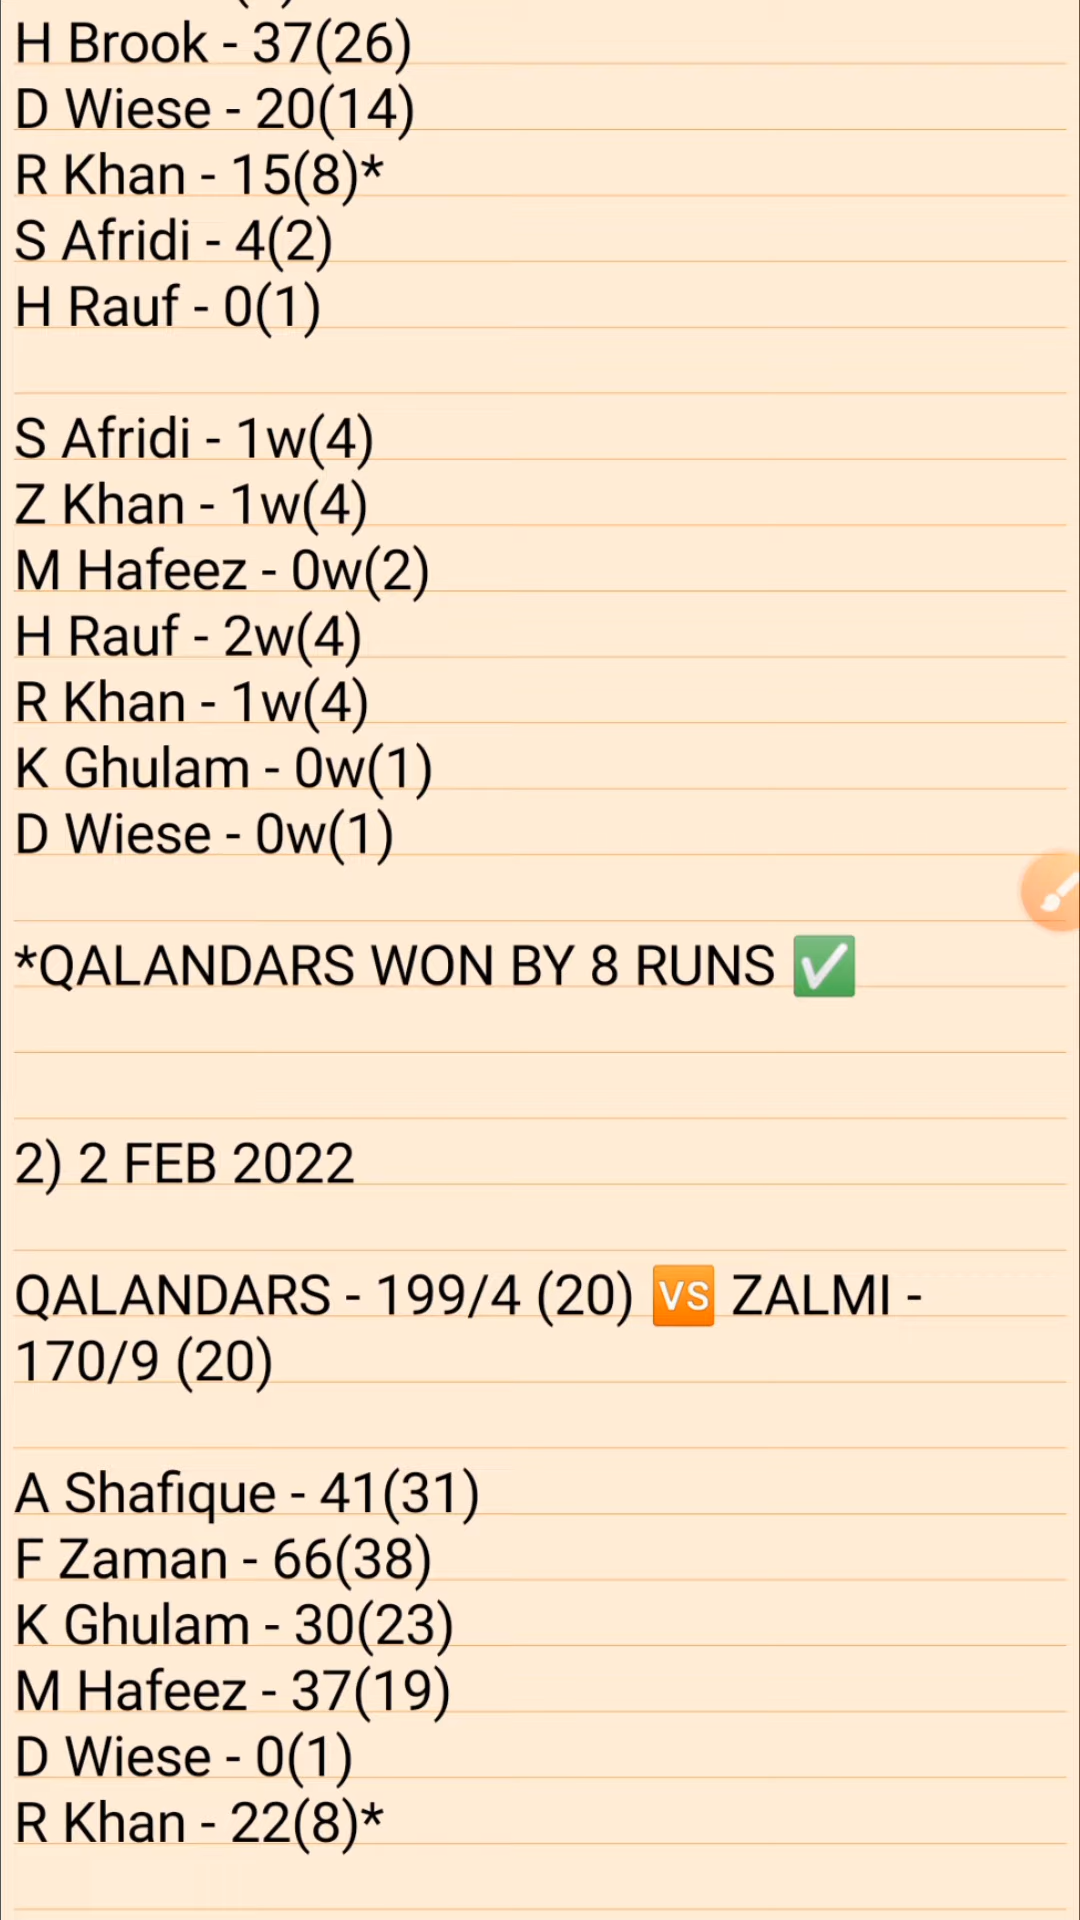 H Brook - 37(26)
D Wiese - 20(14)
R Khan - 15(8)*
S Afridi - 4(2)
H Rauf - 0(1)
S Afridi - 1w(4)
Z Khan - 1w(4)
M Hafeez - 0w(2)
H Rauf - 2w(4)
R Khan - 1w(4)
K Ghulam - 0w(1)
D Wiese - 0w(1)
*QALANDARS WON BY 8 RUNS ✅
2) 2 FEB 2022
QALANDARS - 199/4 (20) 🆚 ZALMI -
170/9 (20)
A Shafique - 41(31)
F Zaman - 66(38)
K Ghulam - 30(23)
M Hafeez - 37(19)
D Wiese - 0(1)
R Khan - 22(8)*